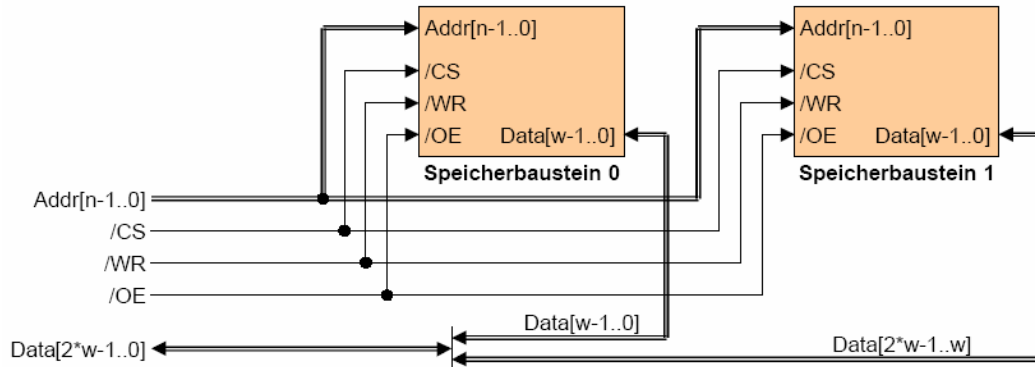 Addr[n-1..0]
/CS
/WR
/OE
Data[w-1..0]
Speicherbaustein 0
Addr[n-1..0]
/CS
/WR
/OE
Data[w-1..0]
Speicherbaustein 1
Addr[n-1..0]
/CS
/WR
/OE
Data[2*w-1..0]
Data[w-1..0]
Data[2*w-1..w]